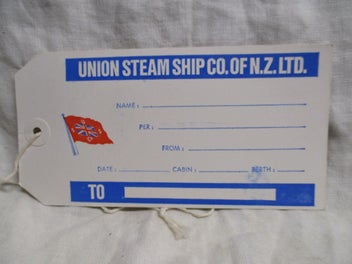 UNION STEAM SHIP CO. OF N.Z. LTD.
NAME:
PER:
FROM:
DATE: CABIN: BERTH:
TO